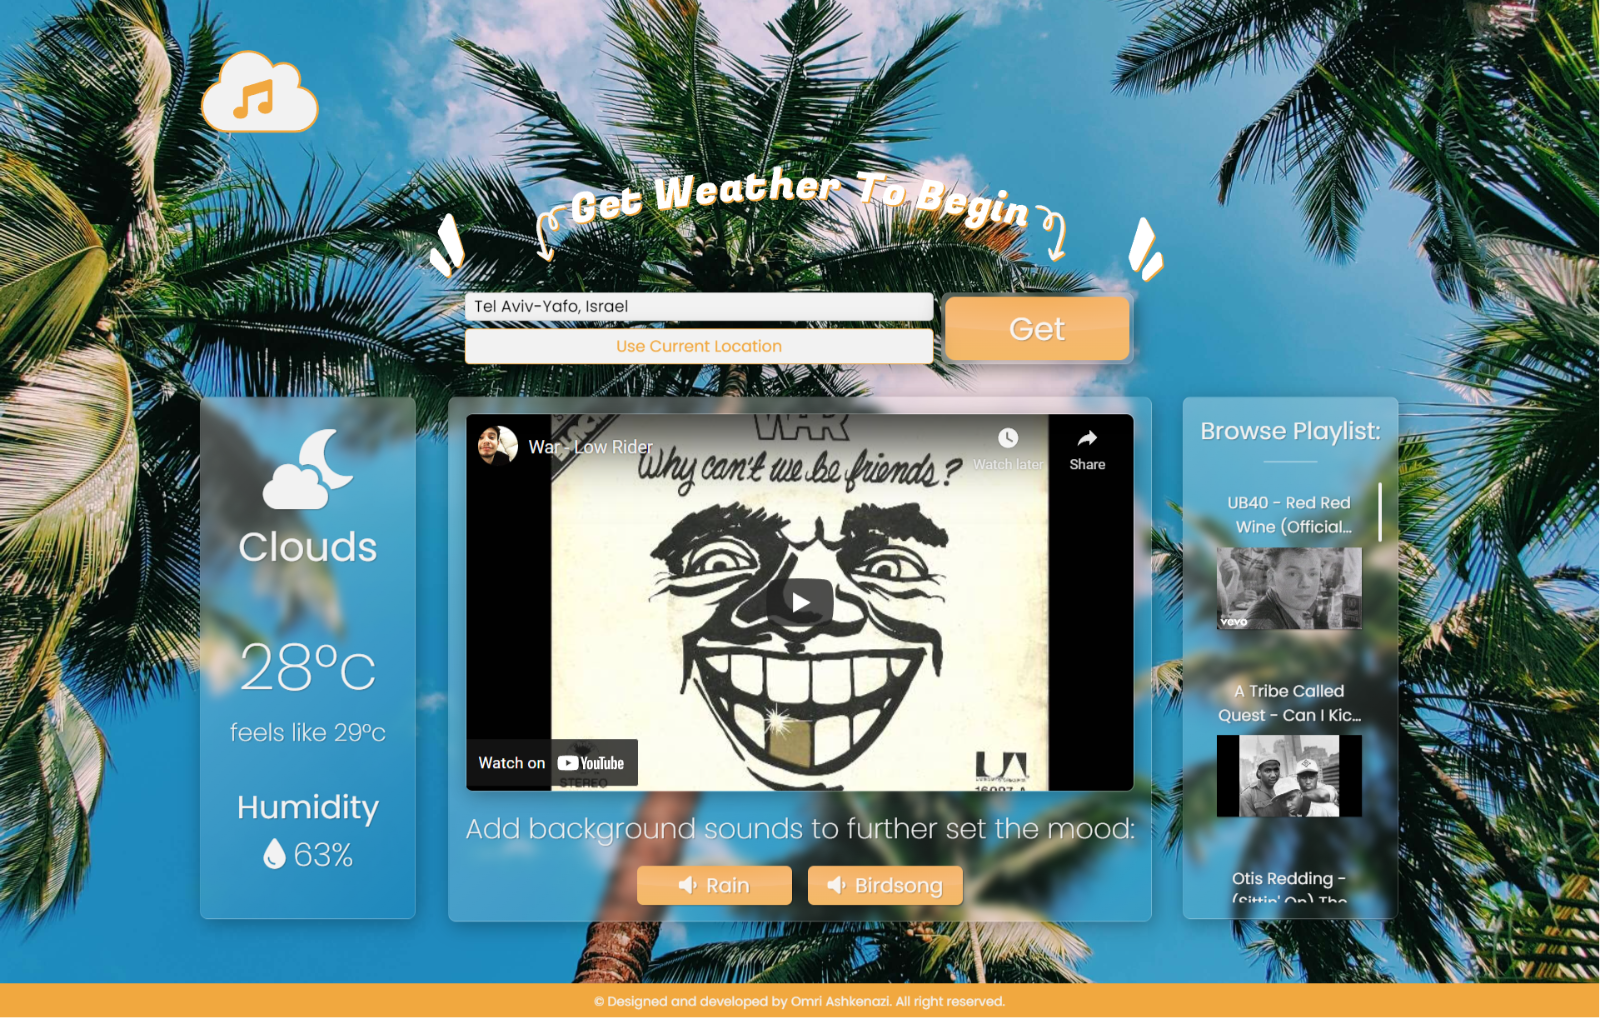 Get Weather To Begin
Tel Aviv-Yafo, Israel
Use Current Location
Get
Clouds
28°c
feels like 29°c
Humidity
63%
War - Low Rider
WAR
Why can't we be friends?
Watch later
Share
Watch on YouTube
STEREO
UA
Add background sounds to further set the mood:
Rain
Birdsong
Browse Playlist:
UB40 - Red Red
Wine (Official...
vevo
A Tribe Called
Quest - Can I Kic...
Otis Redding -
(Sittin' On) The
© Designed and developed by Omri Ashkenazi. All right reserved.